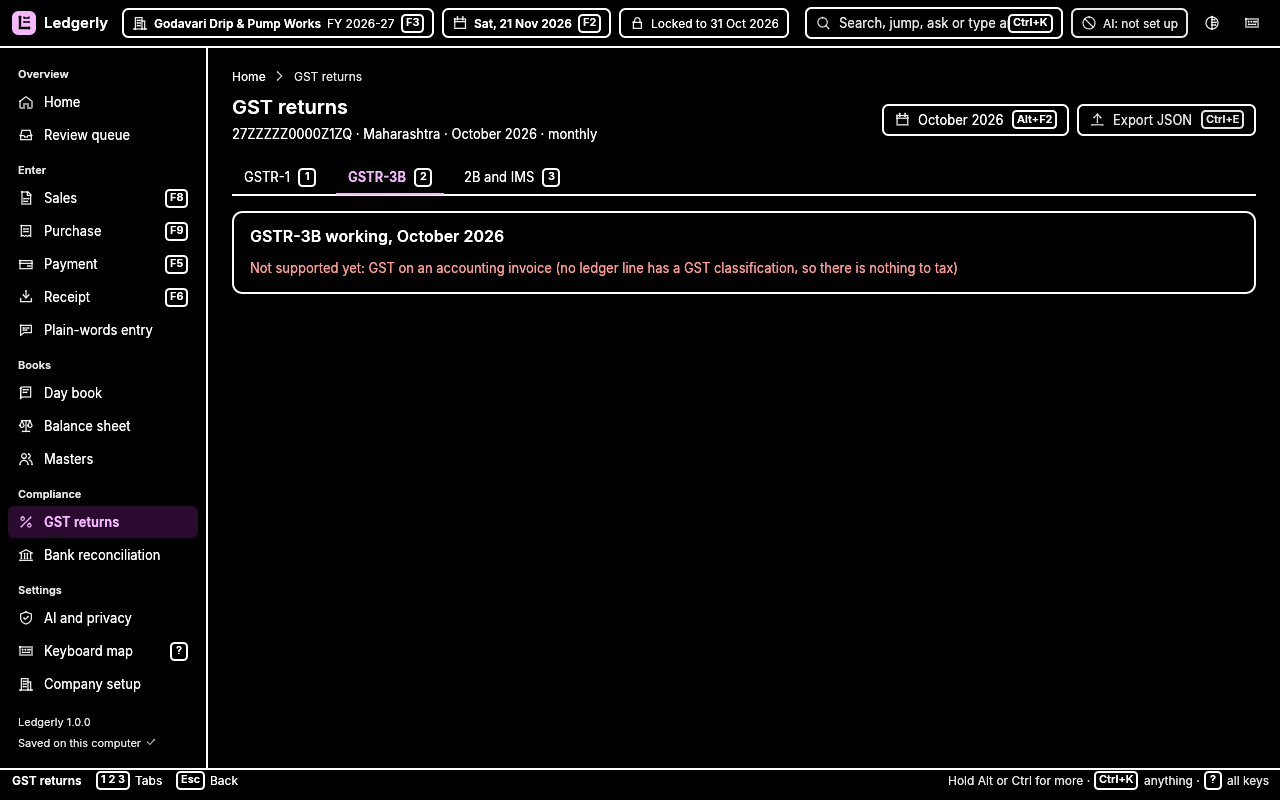 Ledgerly
Godavari Drip & Pump Works FY 2026-27 F3
Sat, 21 Nov 2026 F2
Locked to 31 Oct 2026
Search, jump, ask or type a Ctrl+K
AI: not set up
Overview
Home
Review queue
Enter
Sales F8
Purchase F9
Payment F5
Receipt F6
Plain-words entry
Books
Day book
Balance sheet
Masters
Compliance
GST returns
Bank reconciliation
Settings
AI and privacy
Keyboard map ?
Company setup
Ledgerly 1.0.0
Saved on this computer
Home GST returns
GST returns
27ZZZZZ0000Z1ZQ · Maharashtra · October 2026 · monthly
October 2026 Alt+F2
Export JSON Ctrl+E
GSTR-1 1 GSTR-3B 2 2B and IMS 3
GSTR-3B working, October 2026
Not supported yet: GST on an accounting invoice (no ledger line has a GST classification, so there is nothing to tax)
GST returns 1 2 3 Tabs Esc Back
Hold Alt or Ctrl for more · Ctrl+K anything · ? all keys